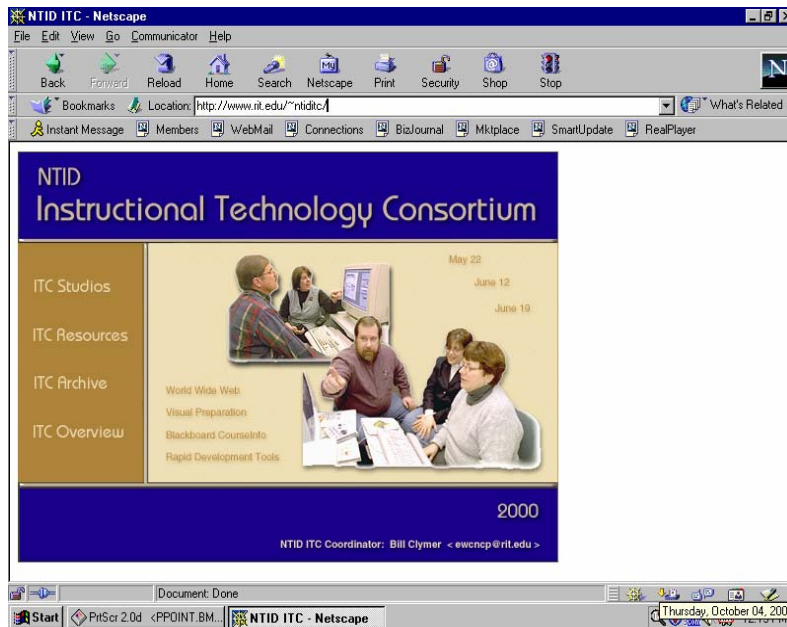 NTID ITC - Netscape
File Edit View Go Communicator Help
Back Forward Reload Home Search Netscape Print Security Shop Stop
N
Bookmarks Location: http://www.rit.edu/~ntiditc/ What's Related
Instant Message Members WebMail Connections BizJournal Mktplace SmartUpdate RealPlayer
NTID
Instructional Technology Consortium
ITC Studios
ITC Resources
ITC Archive
ITC Overview
May 22
June 12
June 19
World Wide Web
Visual Preparation
Blackboard CourseInfo
Rapid Development Tools
2000
NTID ITC Coordinator: Bill Clymer < ewcncp@rit.edu >
Document: Done
Start PrtScr 2.0d <PPOINT.BM... NTID ITC - Netscape
Thursday, October 04, 200